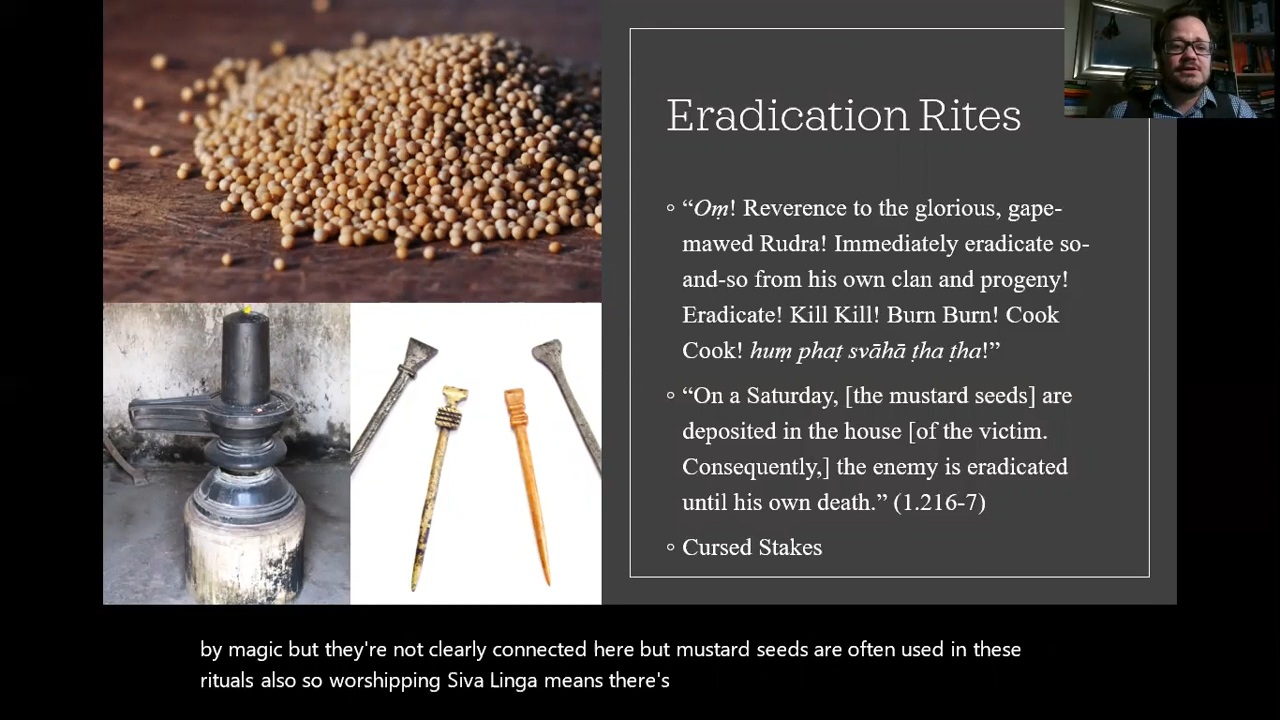 Eradication Rites
“Oṃ! Reverence to the glorious, gape-
mawed Rudra! Immediately eradicate so-
and-so from his own clan and progeny!
Eradicate! Kill Kill! Burn Burn! Cook
Cook! huṃ phaṭ svāhā ṭha ṭha!”
“On a Saturday, [the mustard seeds] are
deposited in the house [of the victim.
Consequently,] the enemy is eradicated
until his own death.” (1.216-7)
Cursed Stakes
by magic but they're not clearly connected here but mustard seeds are often used in these
rituals also so worshipping Siva Linga means there's